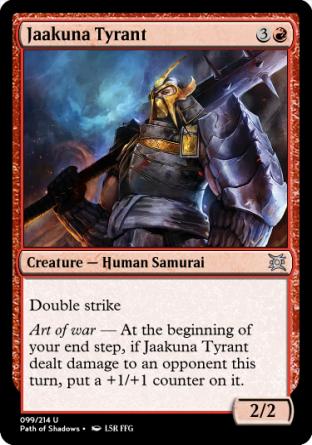 Jaakuna Tyrant 3
Creature — Human Samurai
Double strike
Art of war — At the beginning of
your end step, if Jaakuna Tyrant
dealt damage to an opponent this
turn, put a +1/+1 counter on it.
2/2
099/214 U
Path of Shadows • LSR FFG